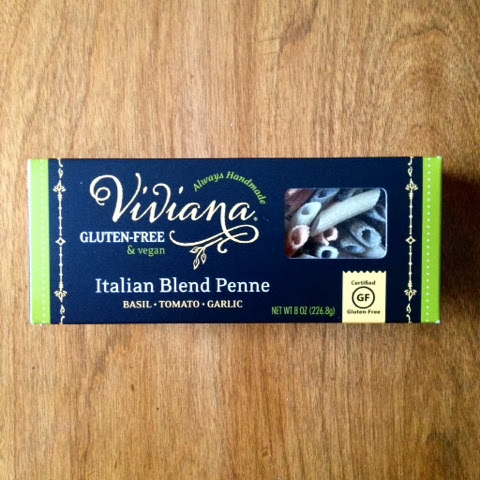 Always Handmade
Viviana®
GLUTEN-FREE
& vegan
Italian Blend Penne
BASIL · TOMATO · GARLIC
NET WT 8 OZ (226.8g)
Certified
GF
Gluten-Free